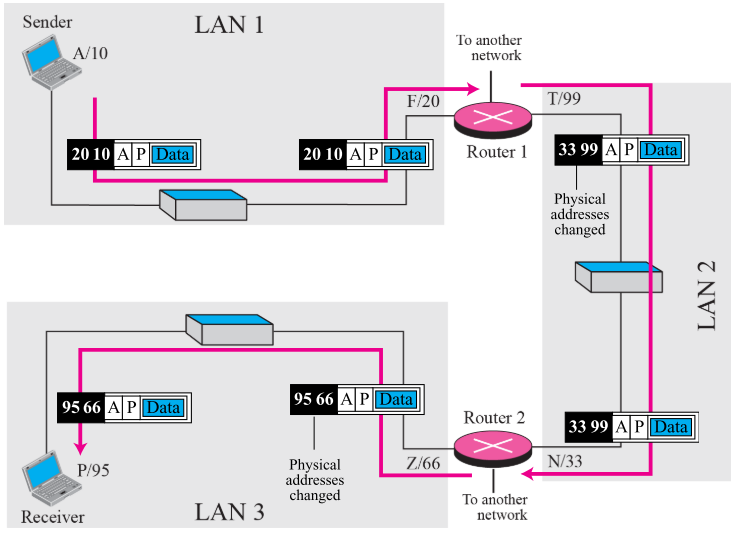 Sender
LAN 1
A/10
To another
network
F/20
T/99
Router 1
20 10 A P Data
20 10 A P Data
33 99 A P Data
Physical
addresses
changed
LAN 2
95 66 A P Data
95 66 A P Data
33 99 A P Data
Router 2
P/95
Physical
addresses
changed
Z/66
N/33
To another
network
Receiver
LAN 3